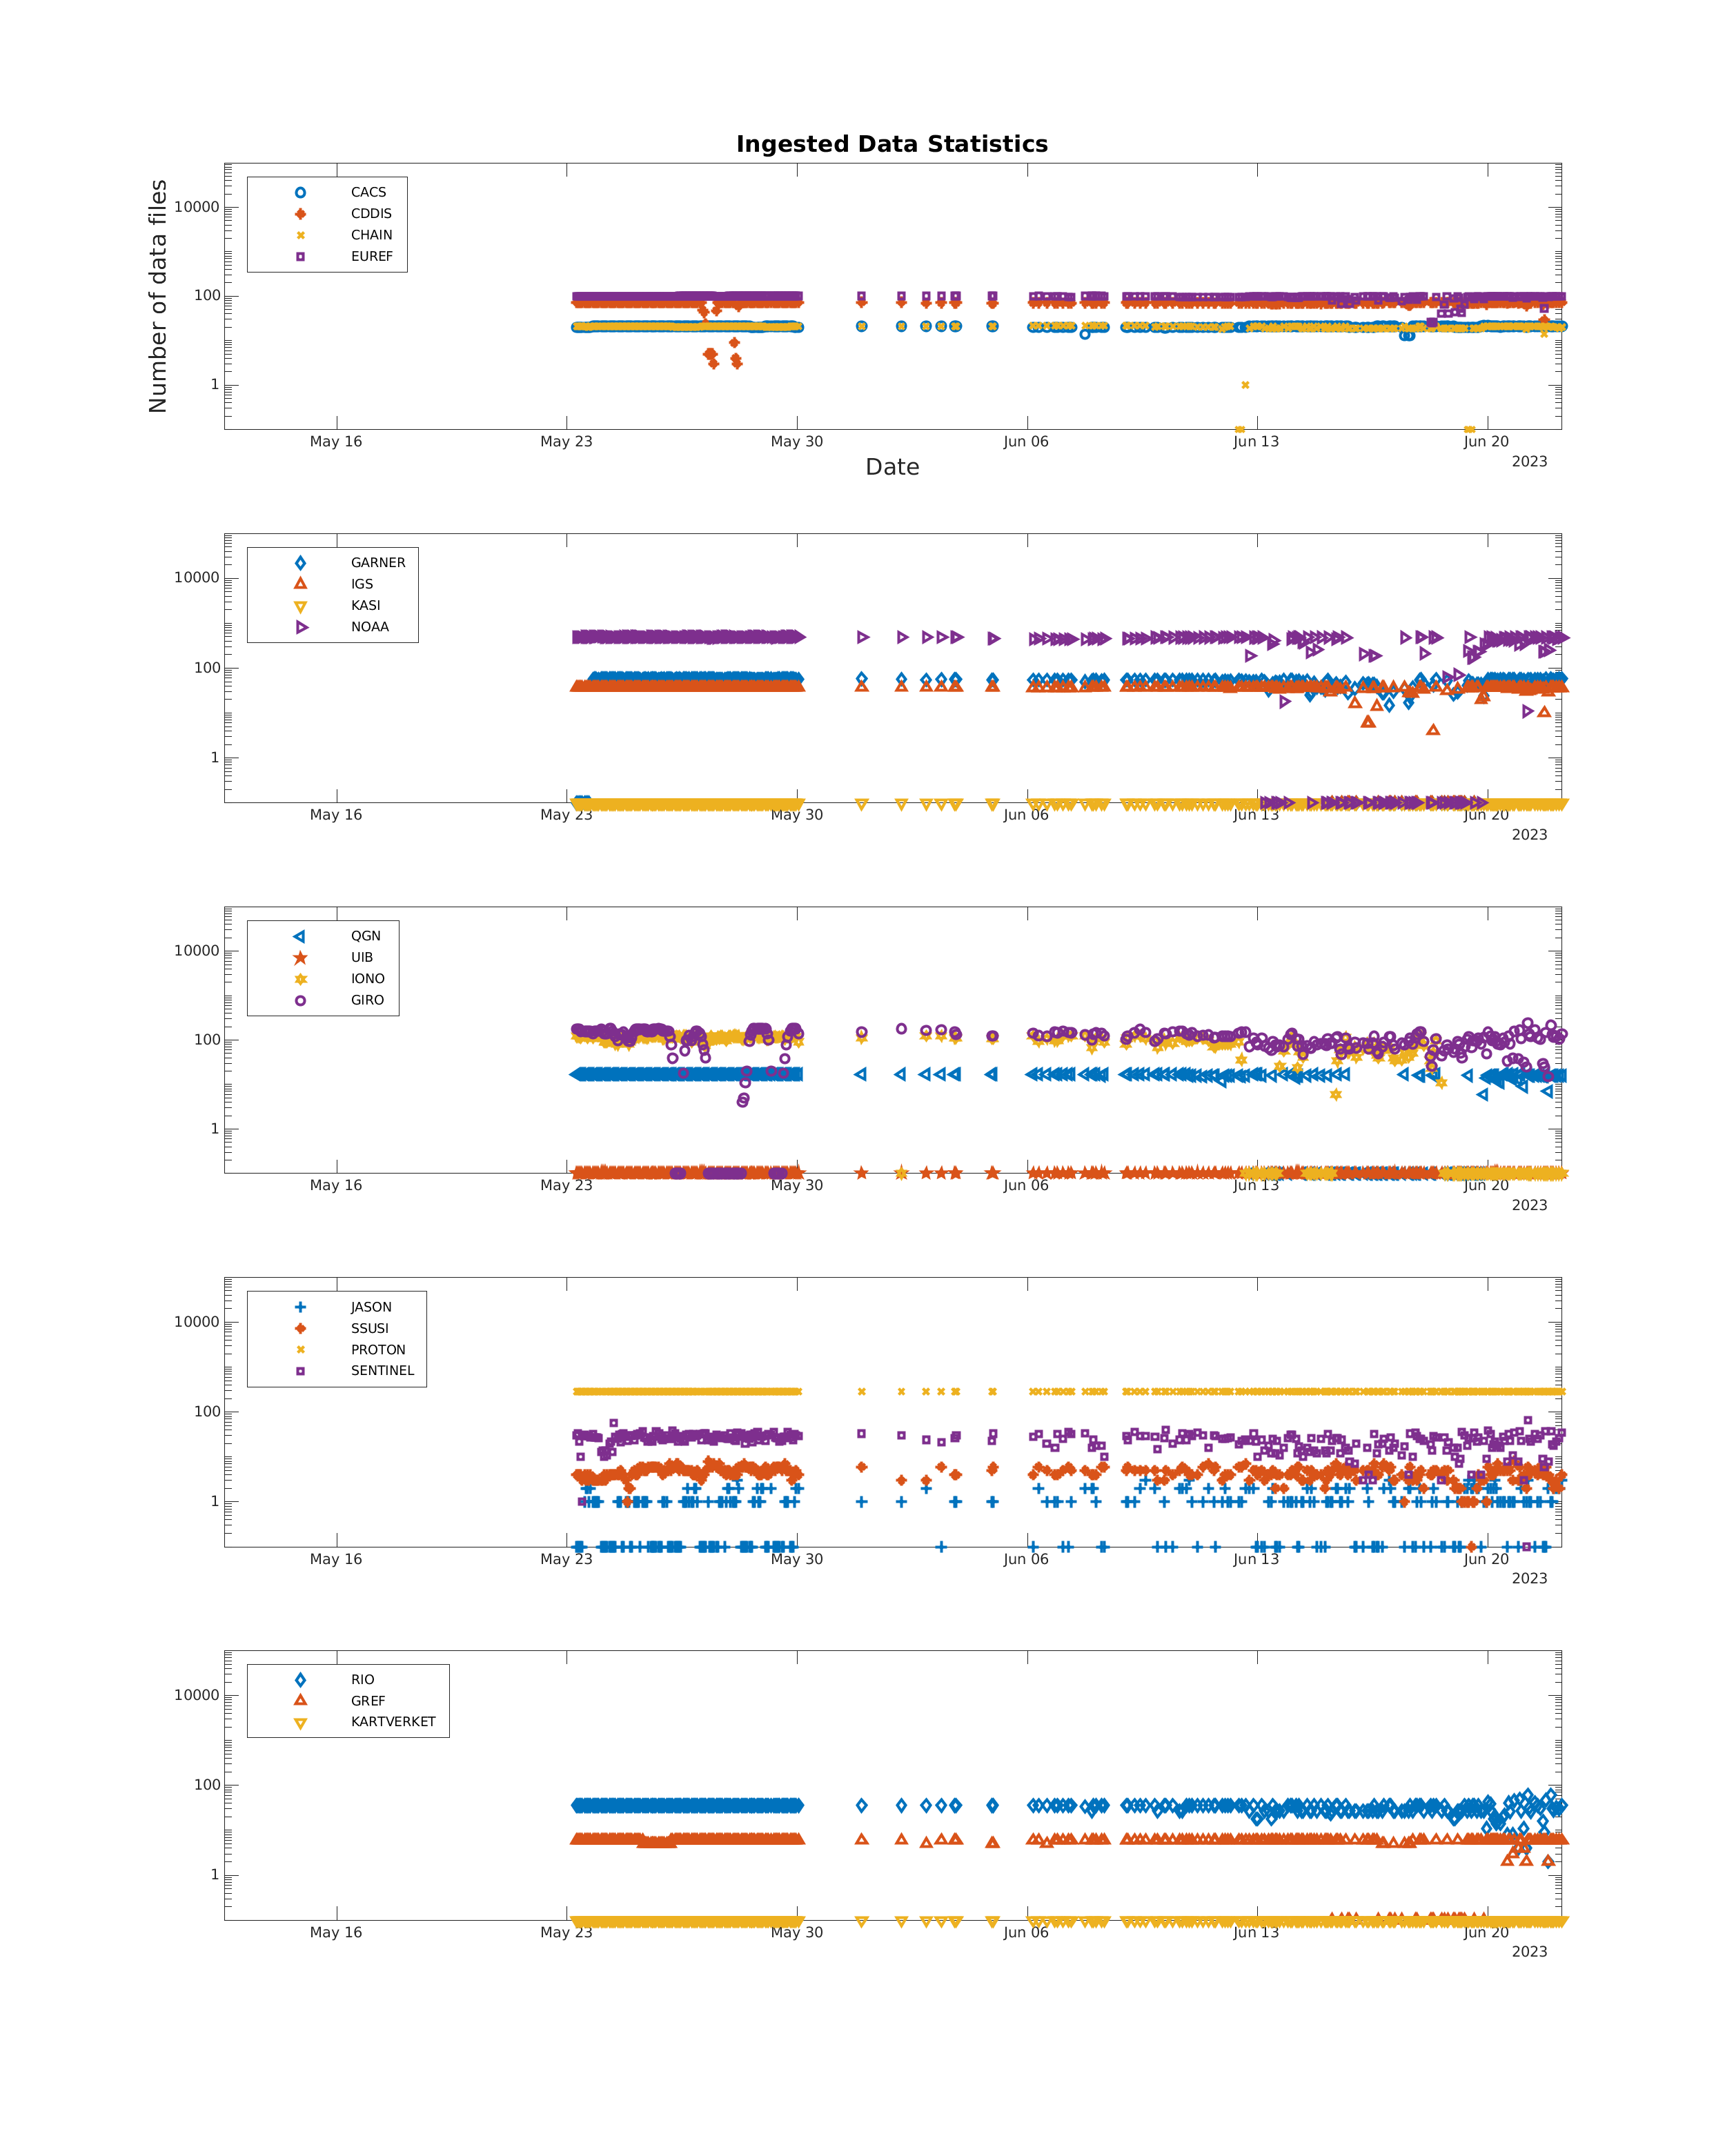 Ingested Data Statistics
Number of data files
10000
100
1
CACS
CDDIS
CHAIN
EUREF
May 16 May 23 May 30 Jun 06 Jun 13 Jun 20
2023
Date
10000
100
1
GARNER
IGS
KASI
NOAA
May 16 May 23 May 30 Jun 06 Jun 13 Jun 20
2023
10000
100
1
QGN
UIB
IONO
GIRO
May 16 May 23 May 30 Jun 06 Jun 13 Jun 20
2023
10000
100
1
JASON
SSUSI
PROTON
SENTINEL
May 16 May 23 May 30 Jun 06 Jun 13 Jun 20
2023
10000
100
1
RIO
GREF
KARTVERKET
May 16 May 23 May 30 Jun 06 Jun 13 Jun 20
2023